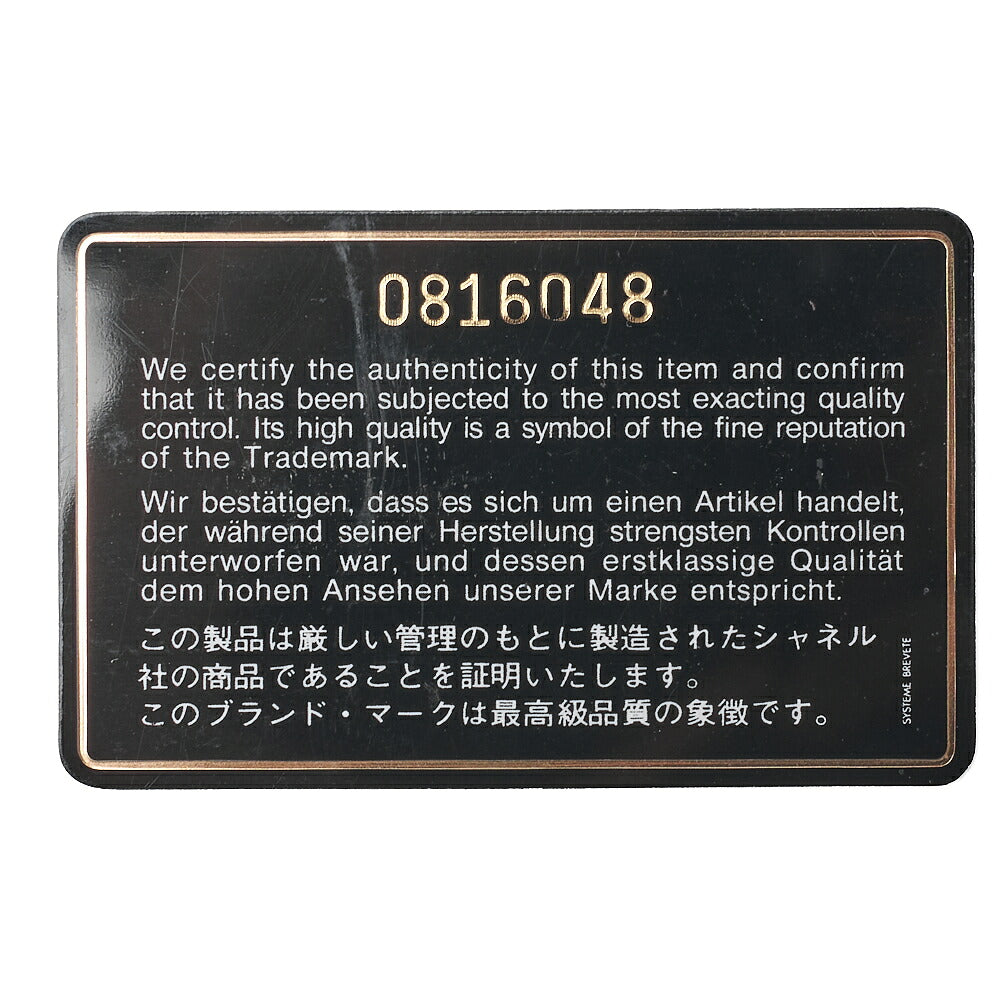 0816048
We certify the authenticity of this item and confirm
that it has been subjected to the most exacting quality
control. Its high quality is a symbol of the fine reputation
of the Trademark.
Wir bestätigen, dass es sich um einen Artikel handelt,
der während seiner Herstellung strengsten Kontrollen
unterworfen war, und dessen erstklassige Qualität
dem hohen Ansehen unserer Marke entspricht.
この製品は厳しい管理のもとに製造されたシャネル
社の商品であることを証明いたします。
このブランド・マークは最高級品質の象徴です。
SYSTEME BREVETE